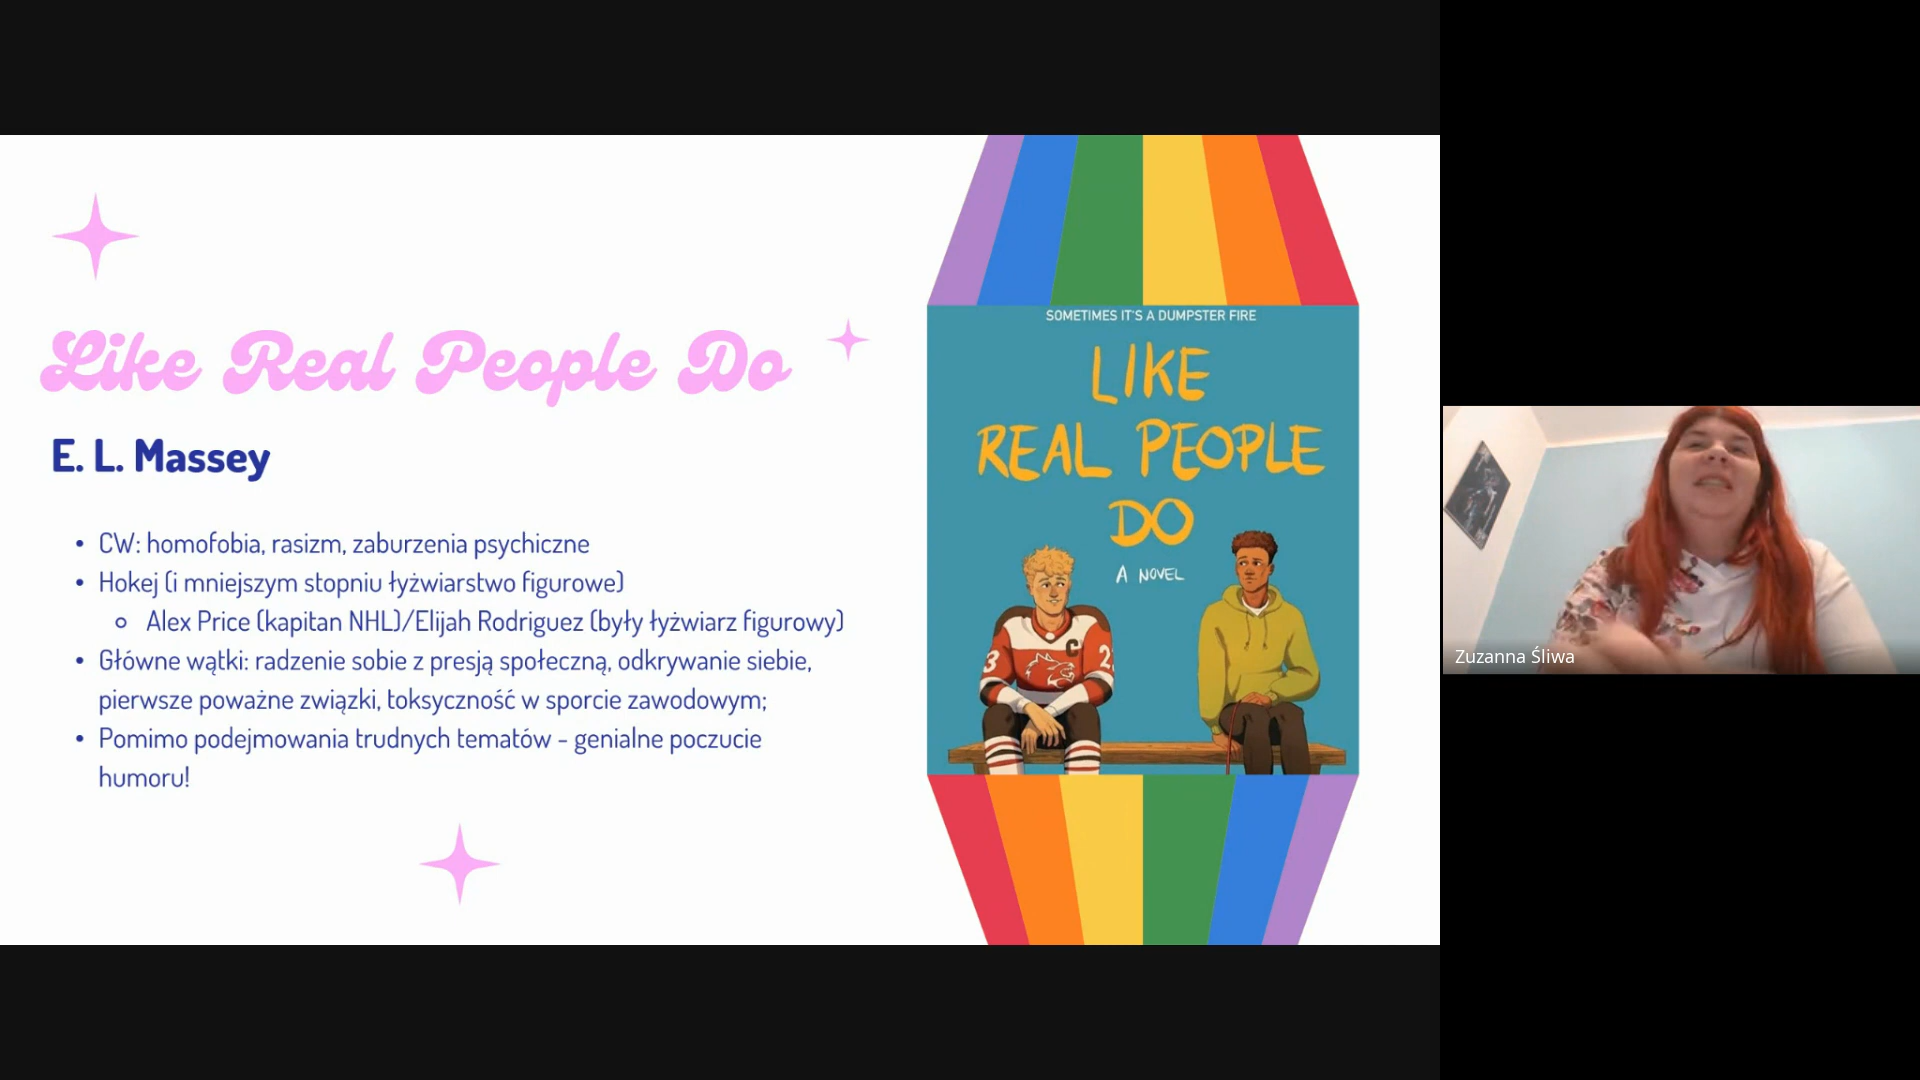 Like Real People Do
E. L. Massey
• CW: homofobia, rasizm, zaburzenia psychiczne
• Hokej (i mniejszym stopniu łyżwiarstwo figurowe)
◦ Alex Price (kapitan NHL)/Elijah Rodriguez (były łyżwiarz figurowy)
• Główne wątki: radzenie sobie z presją społeczną, odkrywanie siebie,
pierwsze poważne związki, toksyczność w sporcie zawodowym;
• Pomimo podejmowania trudnych tematów - genialne poczucie
humoru!
SOMETIMES IT'S A DUMPSTER FIRE
LIKE
REAL PEOPLE
DO
A NOVEL
C
3 2
Zuzanna Śliwa